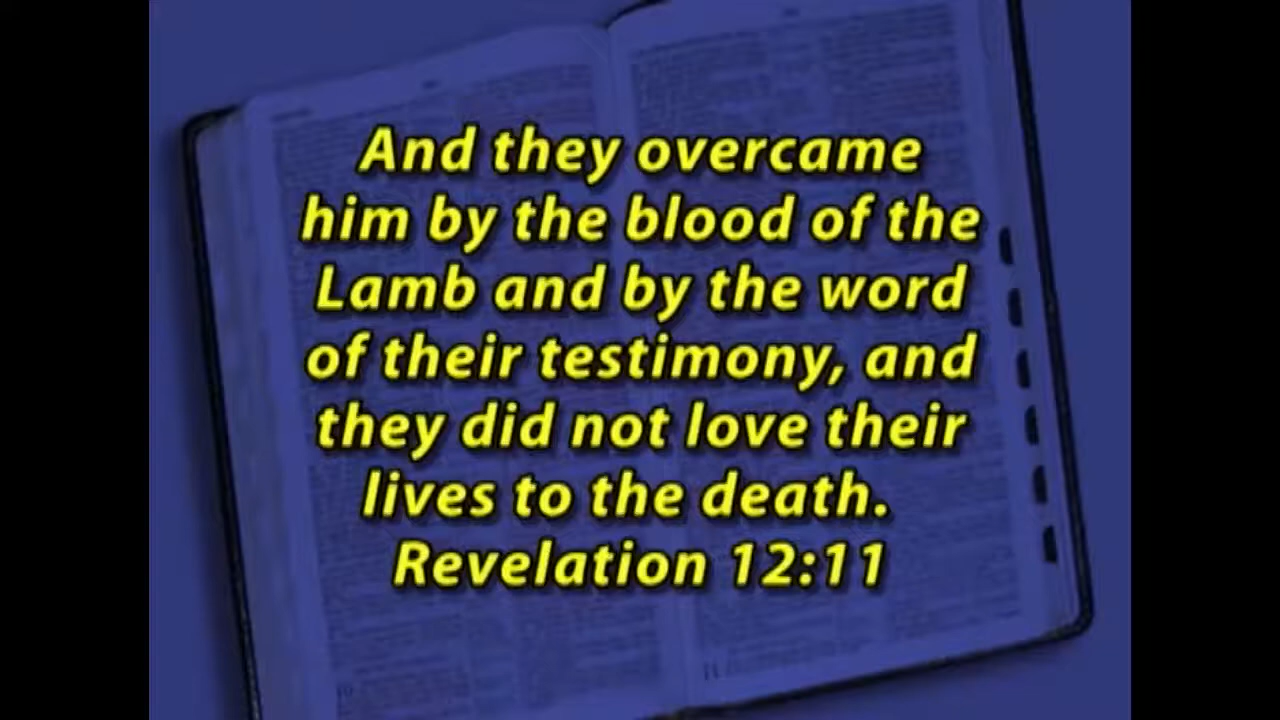 And they overcame
him by the blood of the
Lamb and by the word
of their testimony, and
they did not love their
lives to the death.
Revelation 12:11